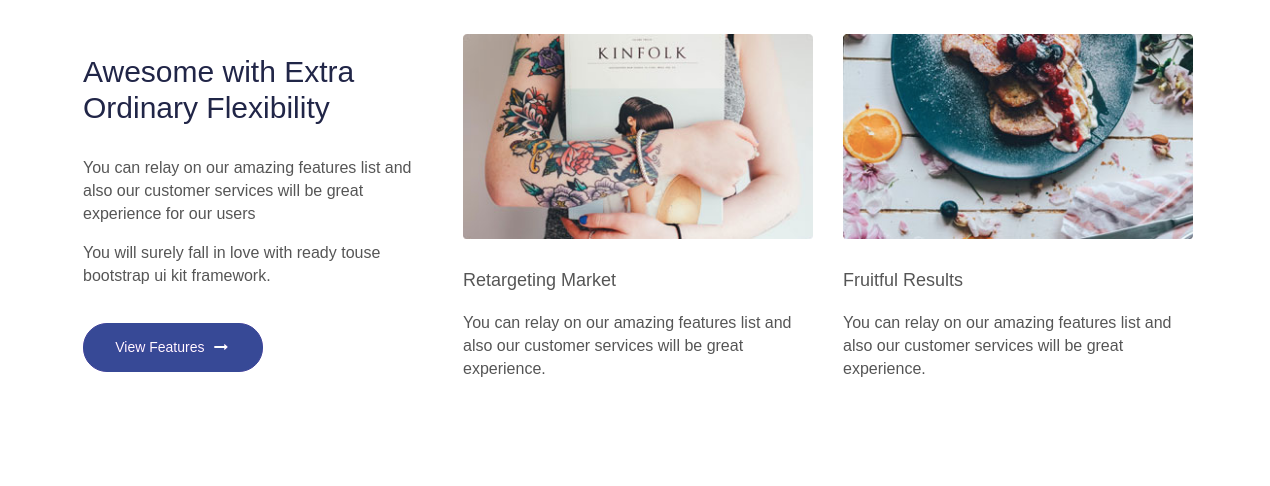 Awesome with Extra
Ordinary Flexibility
You can relay on our amazing features list and
also our customer services will be great
experience for our users
You will surely fall in love with ready touse
bootstrap ui kit framework.
View Features
KINFOLK
Retargeting Market
You can relay on our amazing features list and
also our customer services will be great
experience.
Fruitful Results
You can relay on our amazing features list and
also our customer services will be great
experience.